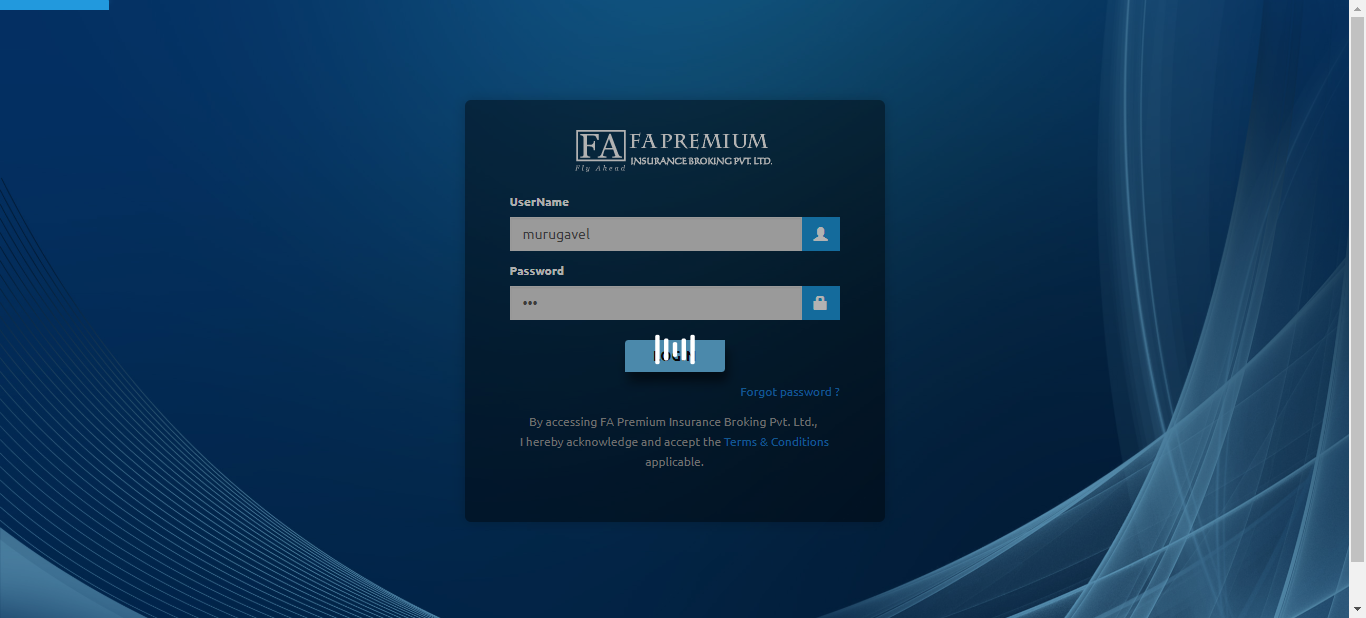 FA
Fly Ahead
FA PREMIUM
INSURANCE BROKING PVT. LTD.
UserName
murugavel
Password
•••
LOGIN
Forgot password ?
By accessing FA Premium Insurance Broking Pvt. Ltd.,
I hereby acknowledge and accept the Terms & Conditions
applicable.